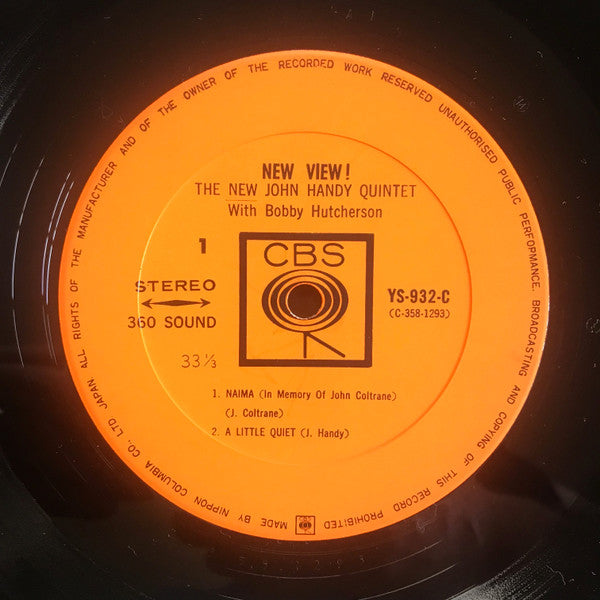 ALL RIGHTS OF THE MANUFACTURER AND OF THE OWNER OF THE RECORDED WORK RESERVED UNAUTHORISED PUBLIC PERFORMANCE, BROADCASTING AND COPYING OF THIS RECORD PROHIBITED
MADE BY NIPPON COLUMBIA CO., LTD JAPAN
NEW VIEW!
THE NEW JOHN HANDY QUINTET
With Bobby Hutcherson
1
CBS
STEREO
360 SOUND
YS-932-C
(C-358-1293)
33⅓
1. NAIMA (In Memory Of John Coltrane)
(J. Coltrane)
2. A LITTLE QUIET (J. Handy)